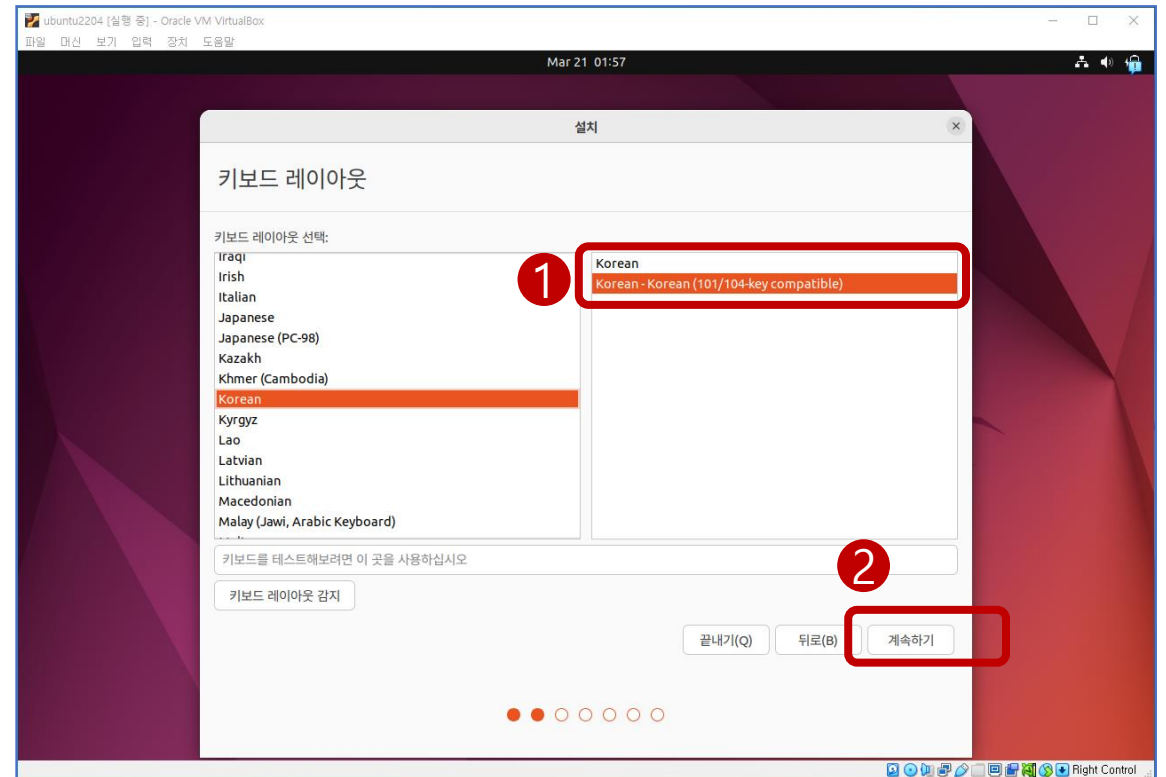 ubuntu2204 [실행 중] - Oracle VM VirtualBox
파일 머신 보기 입력 장치 도움말
Mar 21 01:57
설치
키보드 레이아웃
키보드 레이아웃 선택:
Iraqi
Irish
Italian
Japanese
Japanese (PC-98)
Kazakh
Khmer (Cambodia)
Korean
Kyrgyz
Lao
Latvian
Lithuanian
Macedonian
Malay (Jawi, Arabic Keyboard)
1
Korean
Korean - Korean (101/104-key compatible)
키보드를 테스트해보려면 이 곳을 사용하십시오
2
키보드 레이아웃 감지
끝내기(Q) 뒤로(B) 계속하기
Right Control